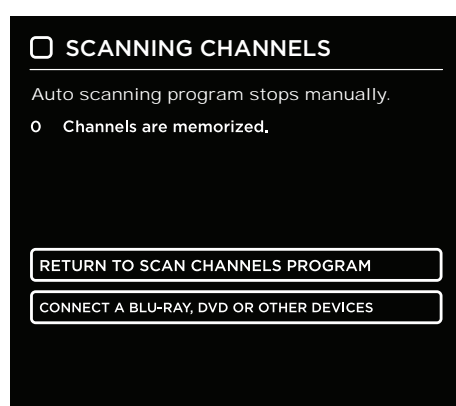 SCANNING CHANNELS
Auto scanning program stops manually.
0 Channels are memorized.
RETURN TO SCAN CHANNELS PROGRAM
CONNECT A BLU-RAY, DVD OR OTHER DEVICES